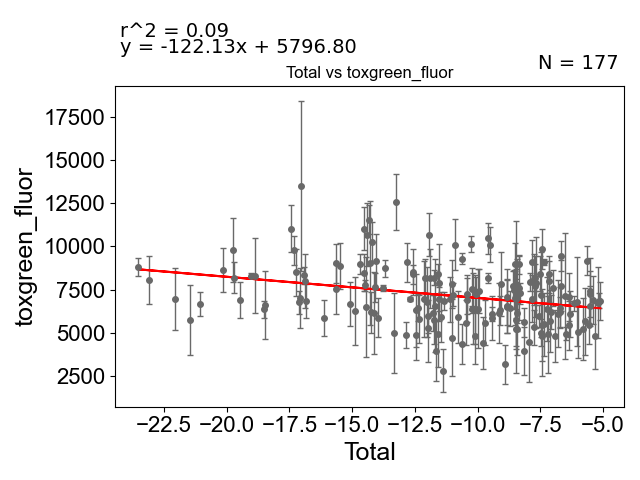 r^2 = 0.09
y = -122.13x + 5796.80
N = 177
Total vs toxgreen_fluor
17500
15000
12500
10000
7500
5000
2500
toxgreen_fluor
−22.5 −20.0 −17.5 −15.0 −12.5 −10.0 −7.5 −5.0
Total